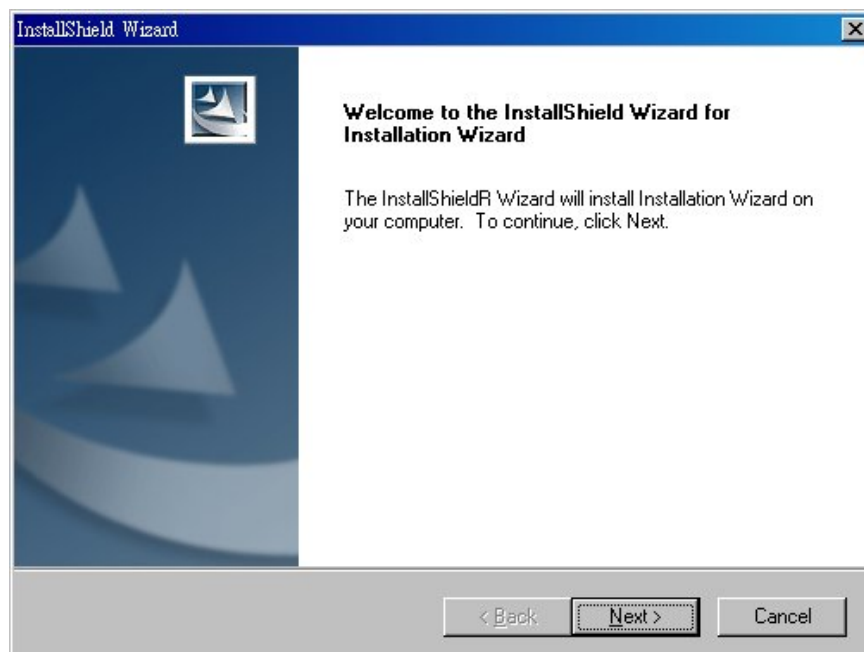 InstallShield Wizard
Welcome to the InstallShield Wizard for
Installation Wizard
The InstallShieldR Wizard will install Installation Wizard on
your computer. To continue, click Next.
< Back
Next >
Cancel